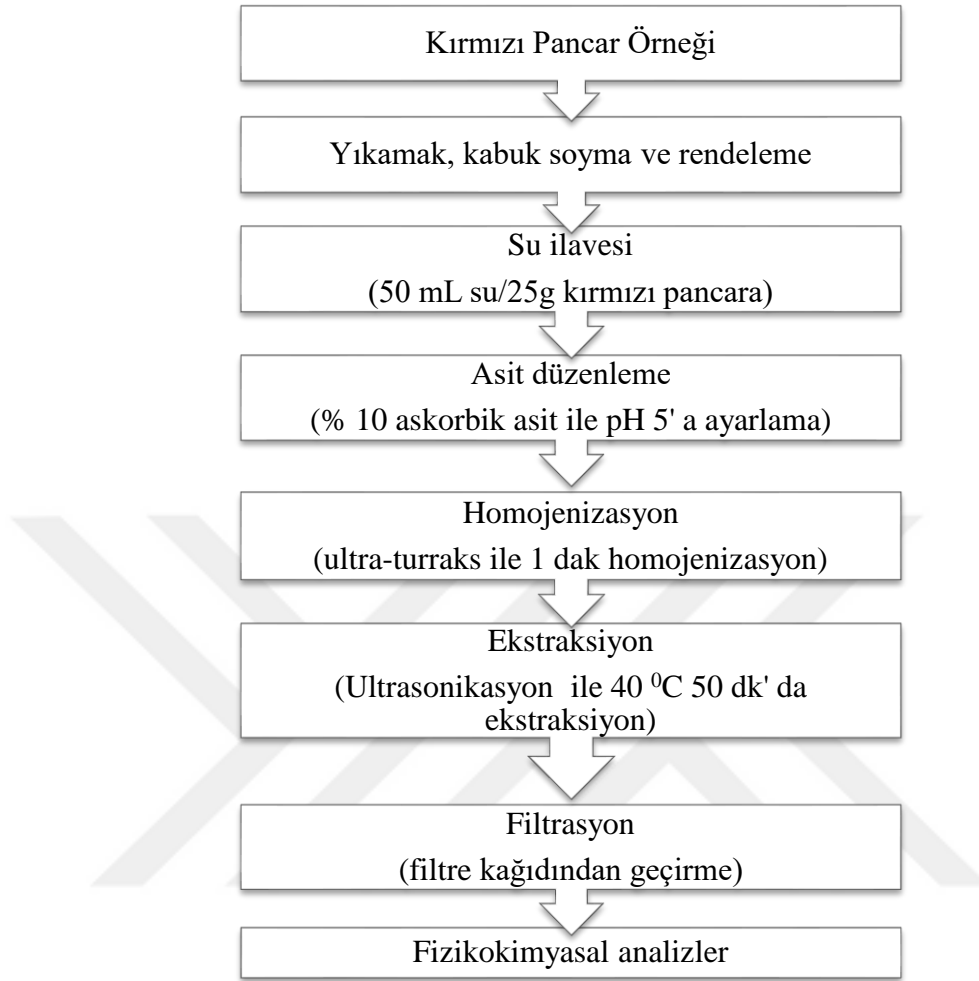 Kırmızı Pancar Örneği
Yıkamak, kabuk soyma ve rendeleme
Su ilavesi
(50 mL su/25g kırmızı pancara)
Asit düzenleme
(% 10 askorbik asit ile pH 5' a ayarlama)
Homojenizasyon
(ultra-turraks ile 1 dak homojenizasyon)
Ekstraksiyon
(Ultrasonikasyon ile 40 ⁰C 50 dk' da
ekstraksiyon)
Filtrasyon
(filtre kağıdından geçirme)
Fizikokimyasal analizler